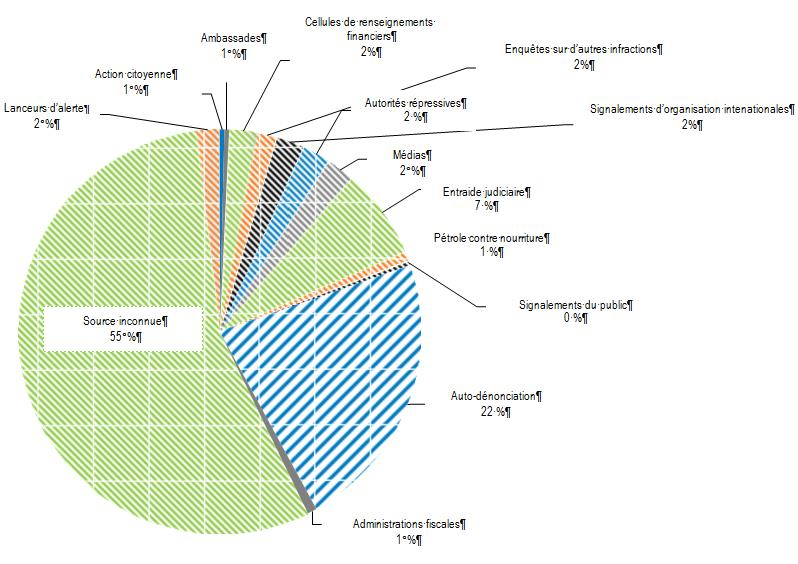 Cellules de renseignements
financiers¶
2%¶
Ambassades¶
1°%¶
Enquêtes sur d'autres infractions¶
2%¶
Action citoyenne¶
1°%¶
Autorités répressives¶
2·%¶
Lanceurs d'alerte¶
2°%¶
Signalements d'organisation intenationales¶
2%¶
Médias¶
2°%¶
Entraide judiciaire¶
7·%¶
Pétrole contre nourriture¶
1·%¶
Signalements du public¶
0·%¶
Source inconnue¶
55°%¶
Auto-dénonciation¶
22·%¶
Administrations fiscales¶
1°%¶